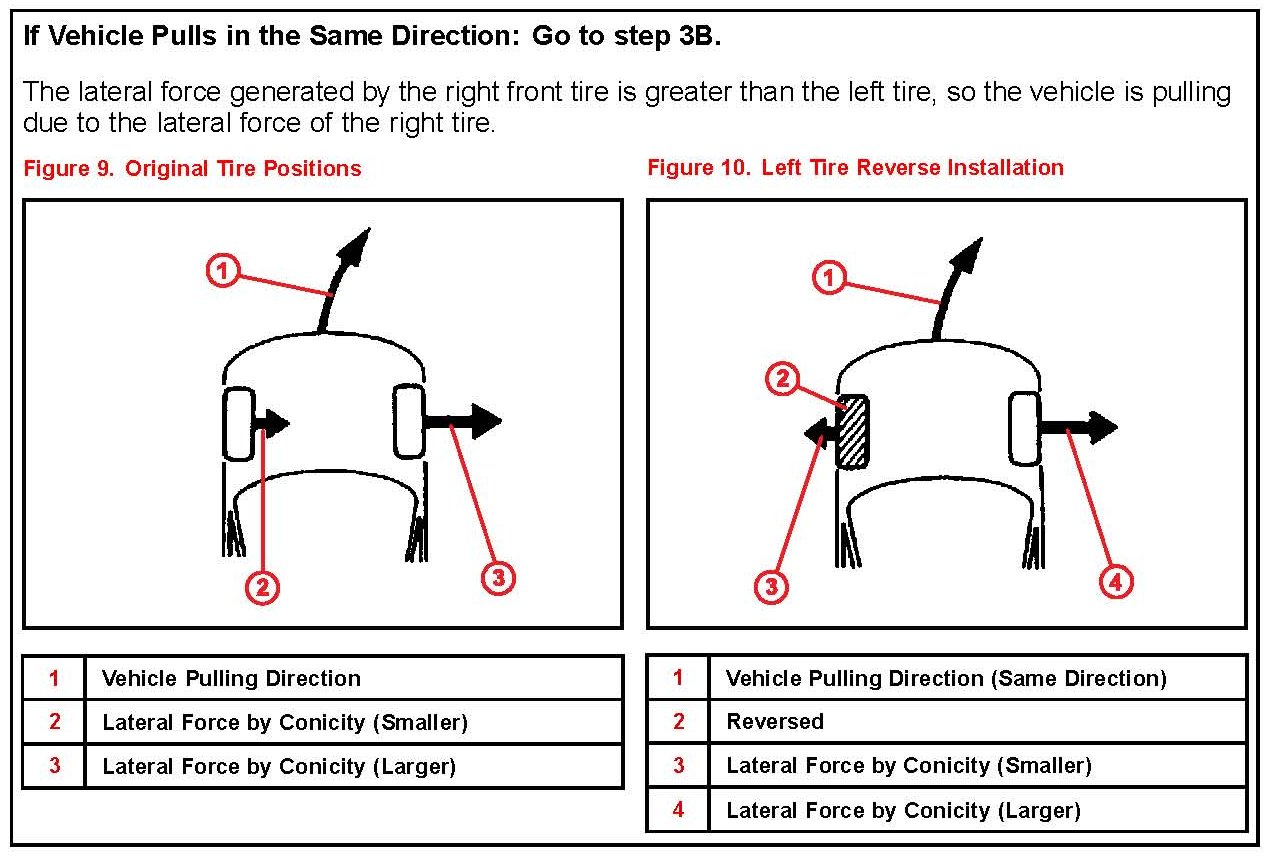 If Vehicle Pulls in the Same Direction: Go to step 3B.
The lateral force generated by the right front tire is greater than the left tire, so the vehicle is pulling
due to the lateral force of the right tire.
Figure 9. Original Tire Positions
1
2
3
1 Vehicle Pulling Direction
2 Lateral Force by Conicity (Smaller)
3 Lateral Force by Conicity (Larger)
Figure 10. Left Tire Reverse Installation
1
2
3
4
1 Vehicle Pulling Direction (Same Direction)
2 Reversed
3 Lateral Force by Conicity (Smaller)
4 Lateral Force by Conicity (Larger)